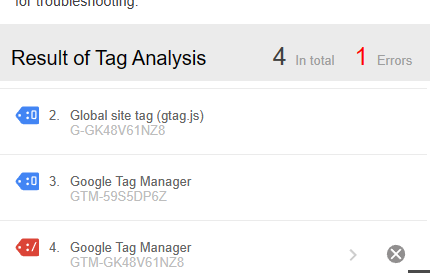 for troubleshooting.
Result of Tag Analysis 4 In total 1 Errors
2. Global site tag (gtag.js)
G-GK48V61NZ8
3. Google Tag Manager
GTM-59S5DP6Z
4. Google Tag Manager
GTM-GK48V61NZ8